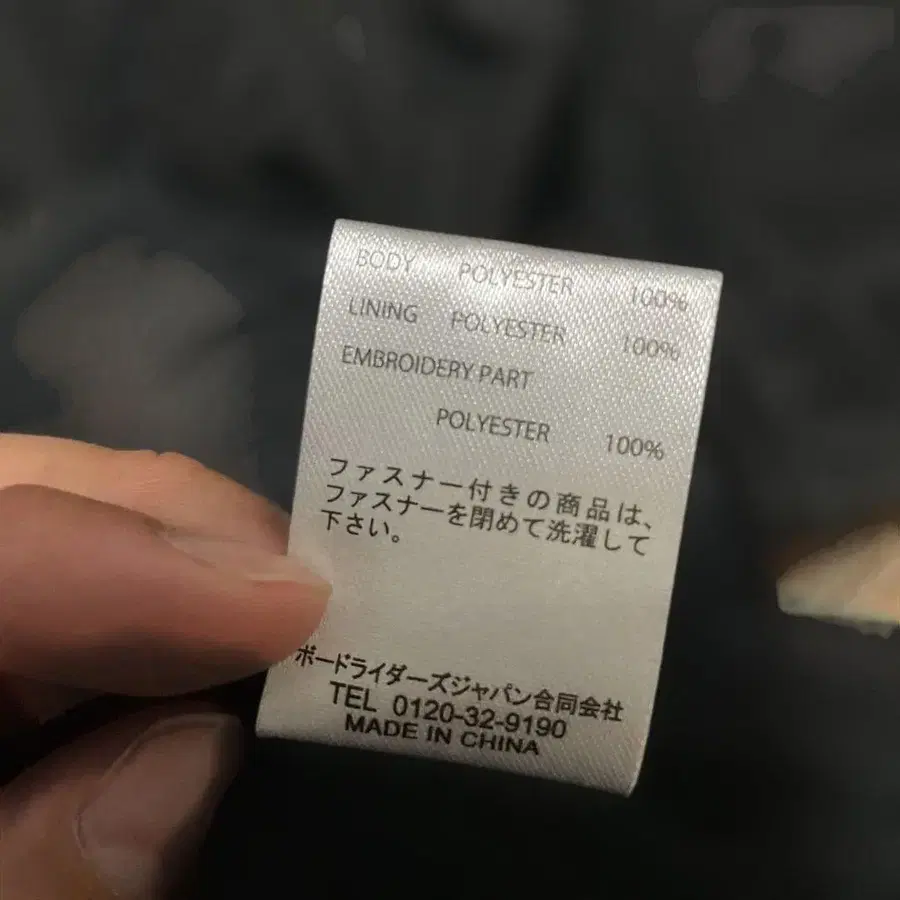 BODY POLYESTER 100%
LINING POLYESTER 100%
EMBROIDERY PART
POLYESTER 100%
ファスナー付きの商品は、
ファスナーを閉めて洗濯して
下さい。
ボードライダーズジャパン合同会社
TEL 0120-32-9190
MADE IN CHINA